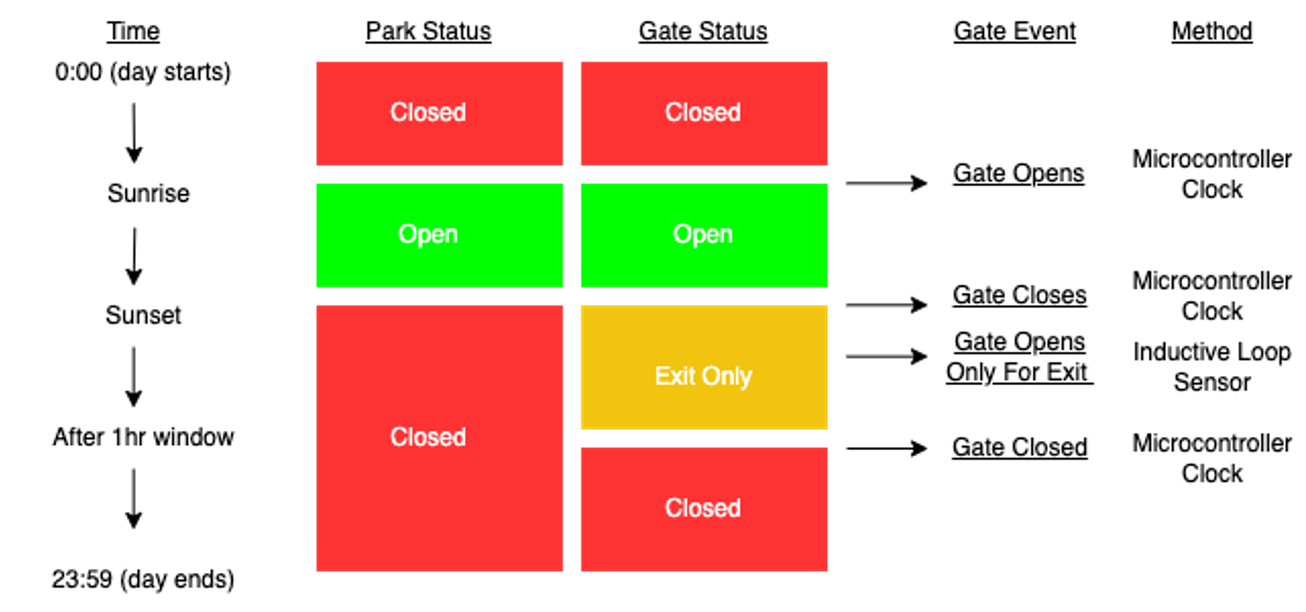 Time Park Status Gate Status Gate Event Method
0:00 (day starts)
Closed Closed
Microcontroller
Clock
Gate Opens
Sunrise
Open Open
Microcontroller
Clock
Gate Closes
Sunset
Gate Opens
Only For Exit
Inductive Loop
Sensor
Exit Only
After 1hr window
Closed
Gate Closed
Microcontroller
Clock
Closed
23:59 (day ends)